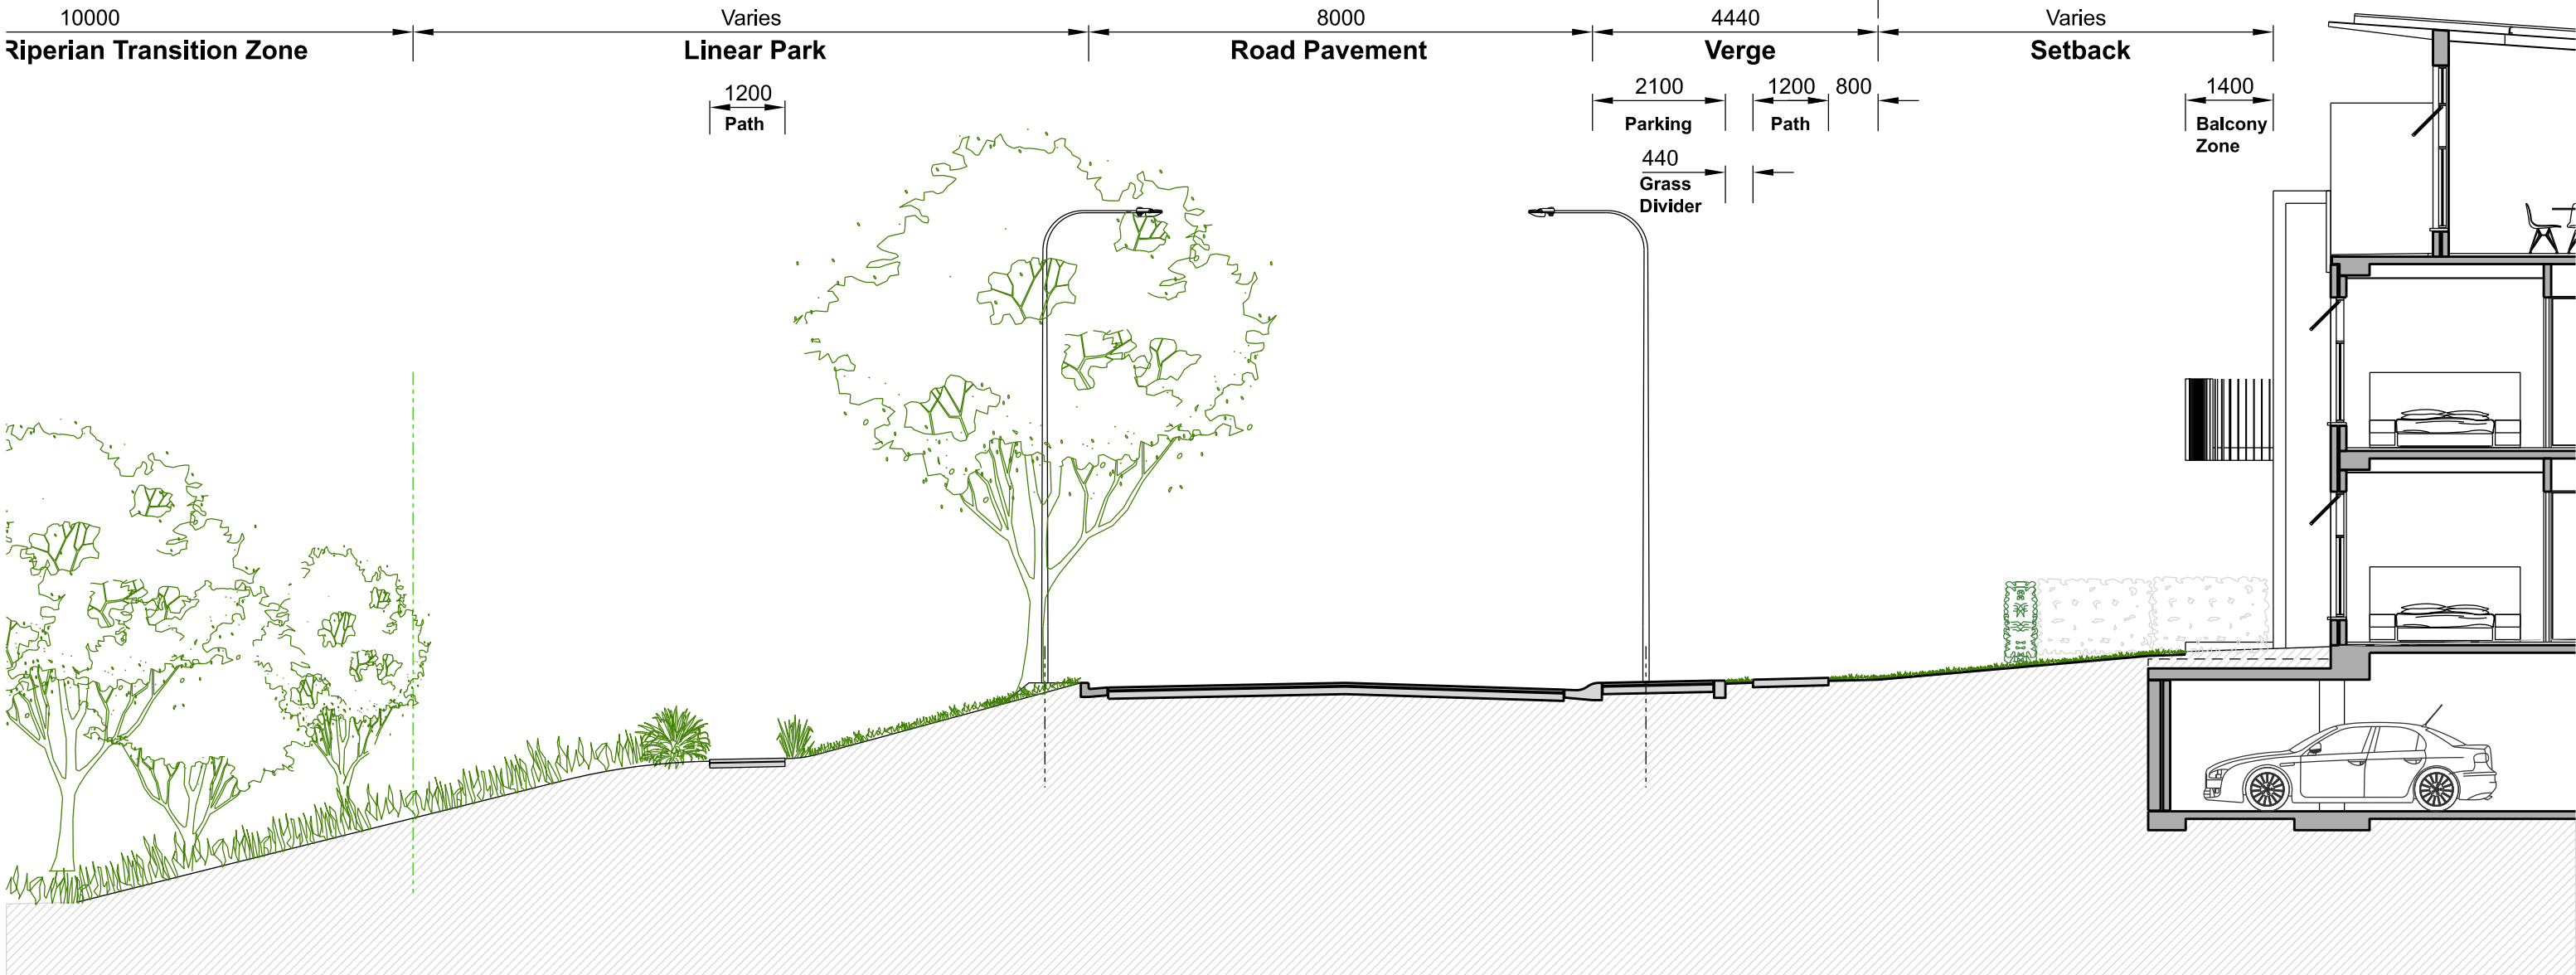 10000
Varies
8000
4440
Varies
Riperian Transition Zone
Linear Park
Road Pavement
Verge
Setback
1200
2100
1200
800
1400
Path
Parking
Path
Balcony
Zone
440
Grass
Divider